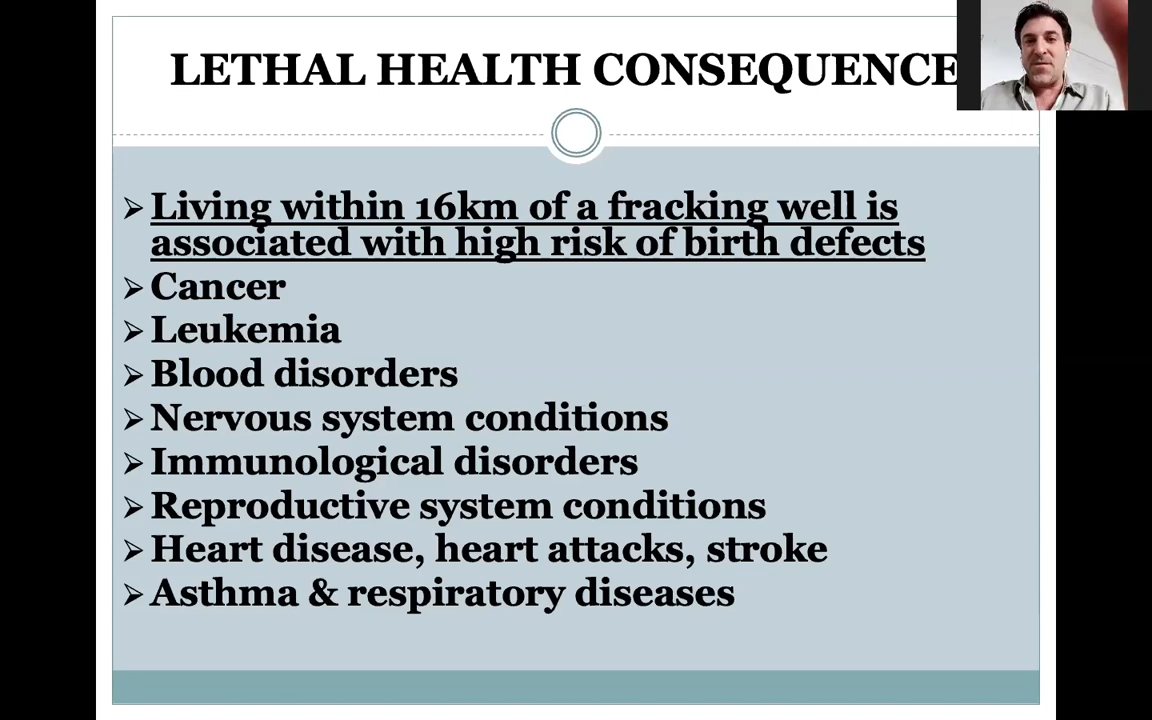 LETHAL HEALTH CONSEQUENCE
Living within 16km of a fracking well is
associated with high risk of birth defects
Cancer
Leukemia
Blood disorders
Nervous system conditions
Immunological disorders
Reproductive system conditions
Heart disease, heart attacks, stroke
Asthma & respiratory diseases